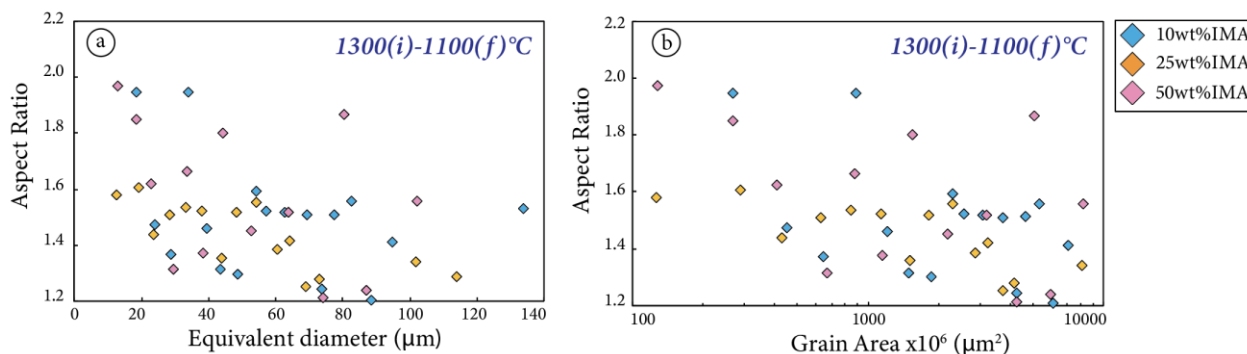 a
1300(i)-1100(f)°C
2.2
2.0
1.8
1.6
1.4
1.2
Aspect Ratio
0
20
40
60
80
100
120
140
Equivalent diameter (μm)
b
1300(i)-1100(f)°C
2.2
2.0
1.8
1.6
1.4
1.2
Aspect Ratio
100
1000
10000
Grain Area x10⁶ (μm²)
10wt%IMA
25wt%IMA
50wt%IMA